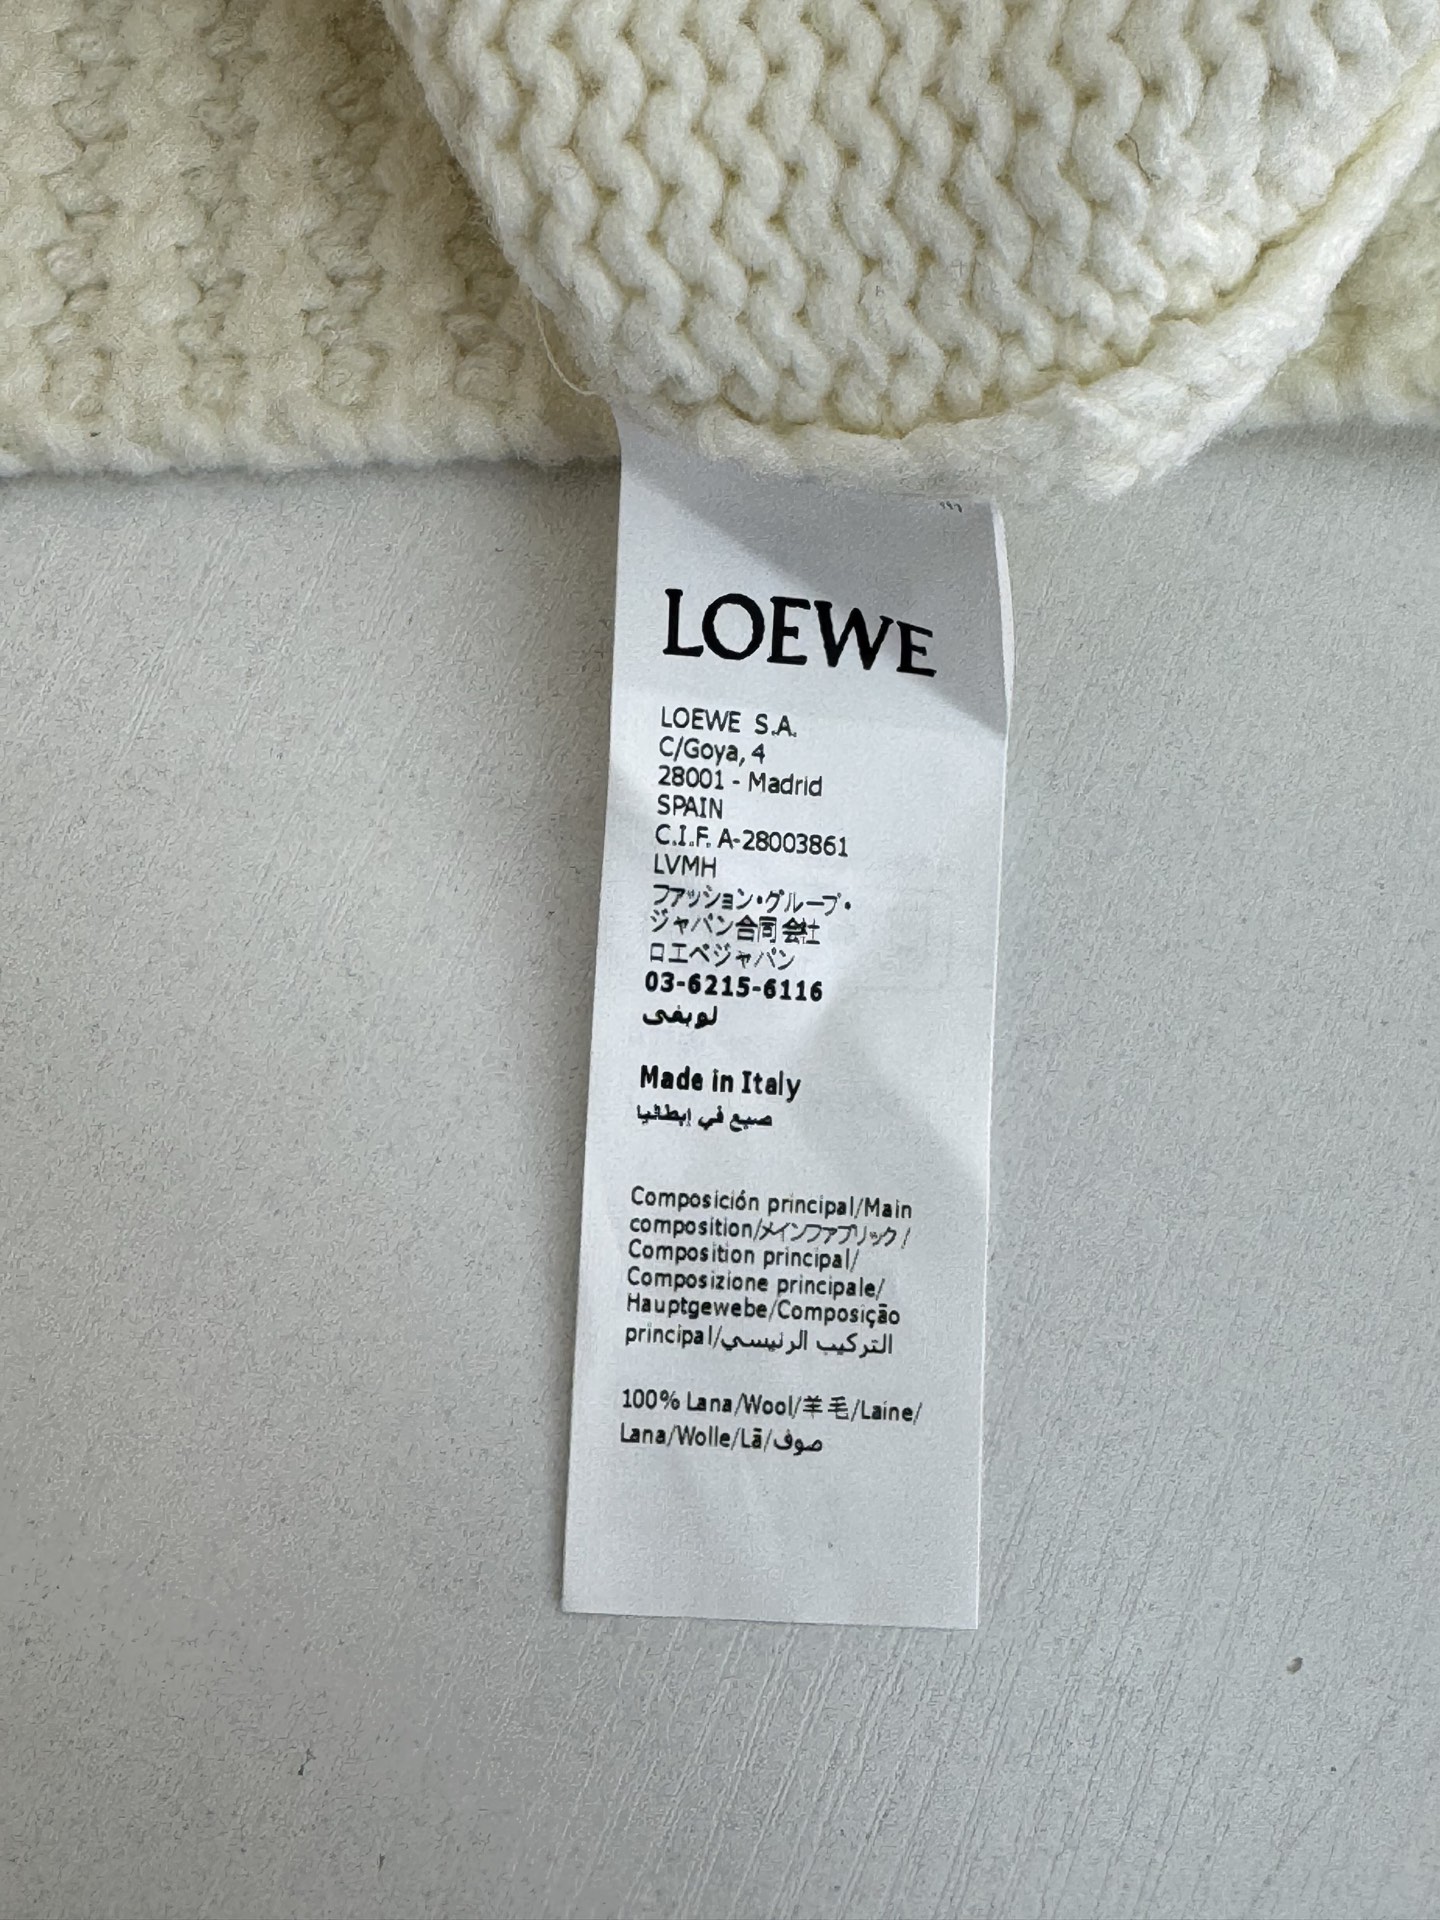 LOEWE
LOEWE S.A.
C/Goya, 4
28001 - Madrid
SPAIN
C.I.F. A-28003861
LVMH
ファッション・グループ・
ジャパン合同会社
ロエベジャパン
03-6215-6116
لويفي
Made in Italy
صيع في إيطاليا
Composición principal/Main
composition/メインファブリック/
Composition principal/
Composizione principale/
Hauptgewebe/Composição
principal/التركيب الرئيسي
100% Lana/Wool/羊毛/Laine/
Lana/Wolle/Lã/صوف